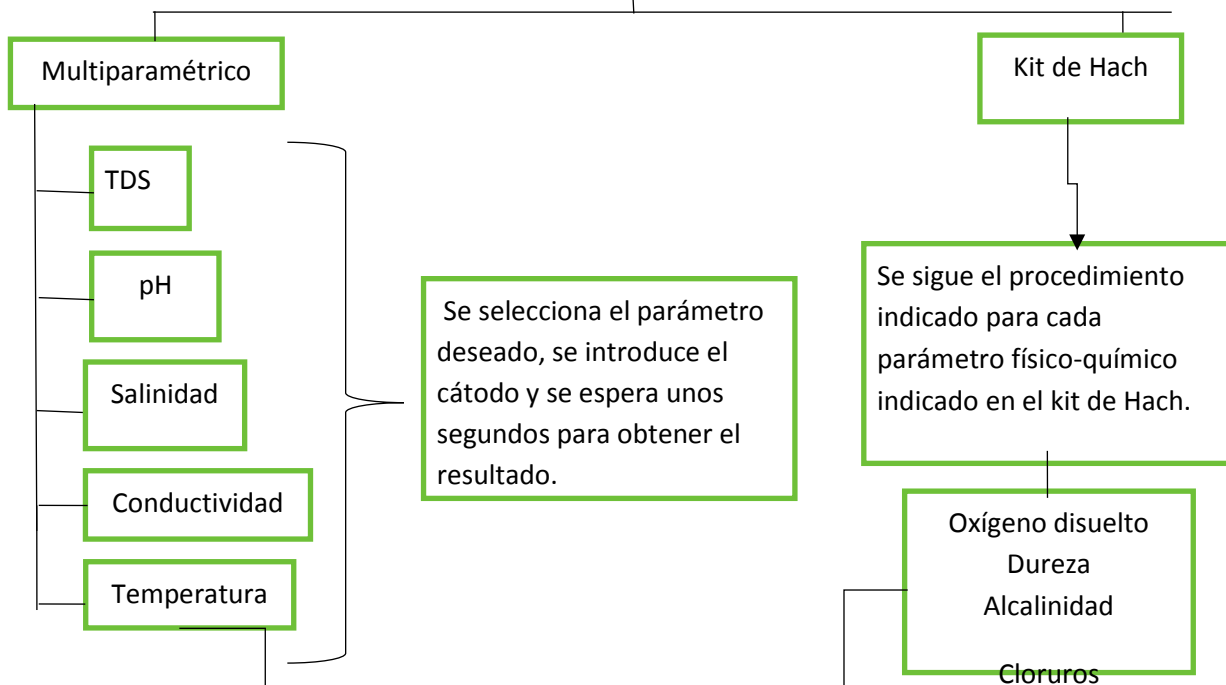 Multiparamétrico
Kit de Hach
TDS
pH
Salinidad
Conductividad
Temperatura
Se selecciona el parámetro
deseado, se introduce el
cátodo y se espera unos
segundos para obtener el
resultado.
Se sigue el procedimiento
indicado para cada
parámetro físico-químico
indicado en el kit de Hach.
Oxígeno disuelto
Dureza
Alcalinidad
Cloruros